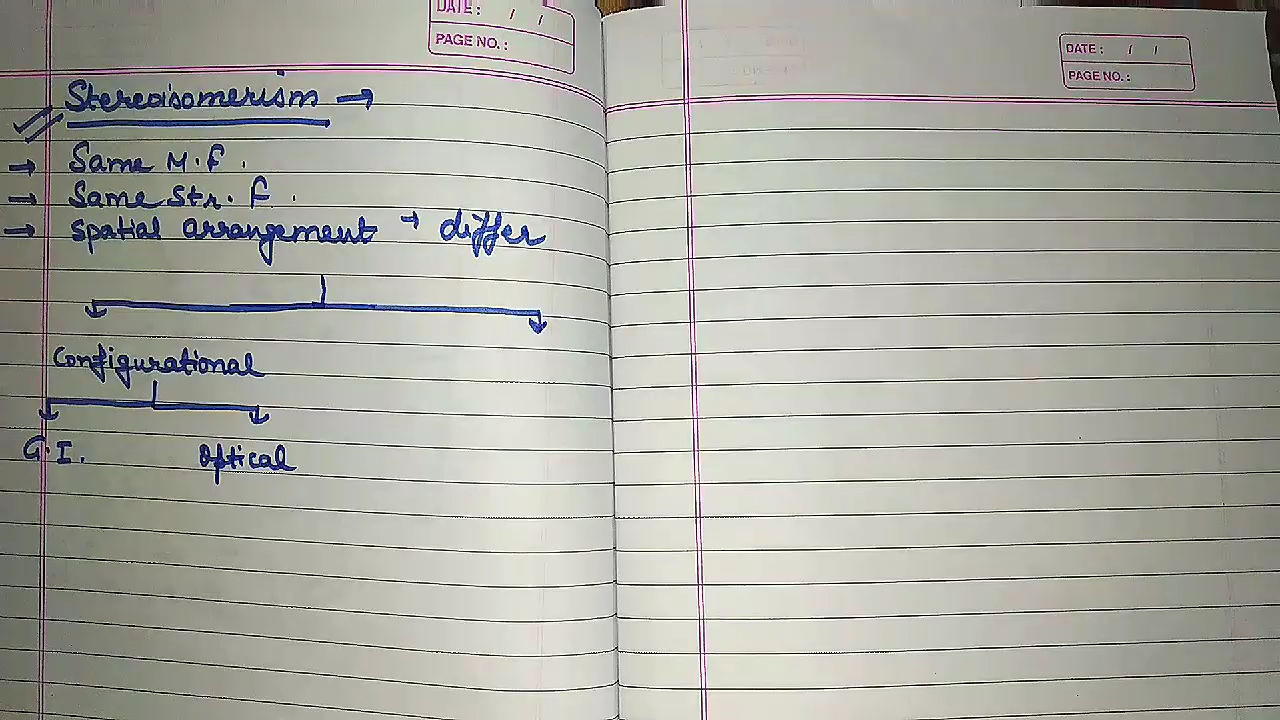 DATE : / /
PAGE NO. :
DATE : / /
PAGE NO. :
Stereoisomerism →
→ Same M.F.
→ Same Str. F.
→ Spatial arrangement → differ
Configurational
G.I. Optical